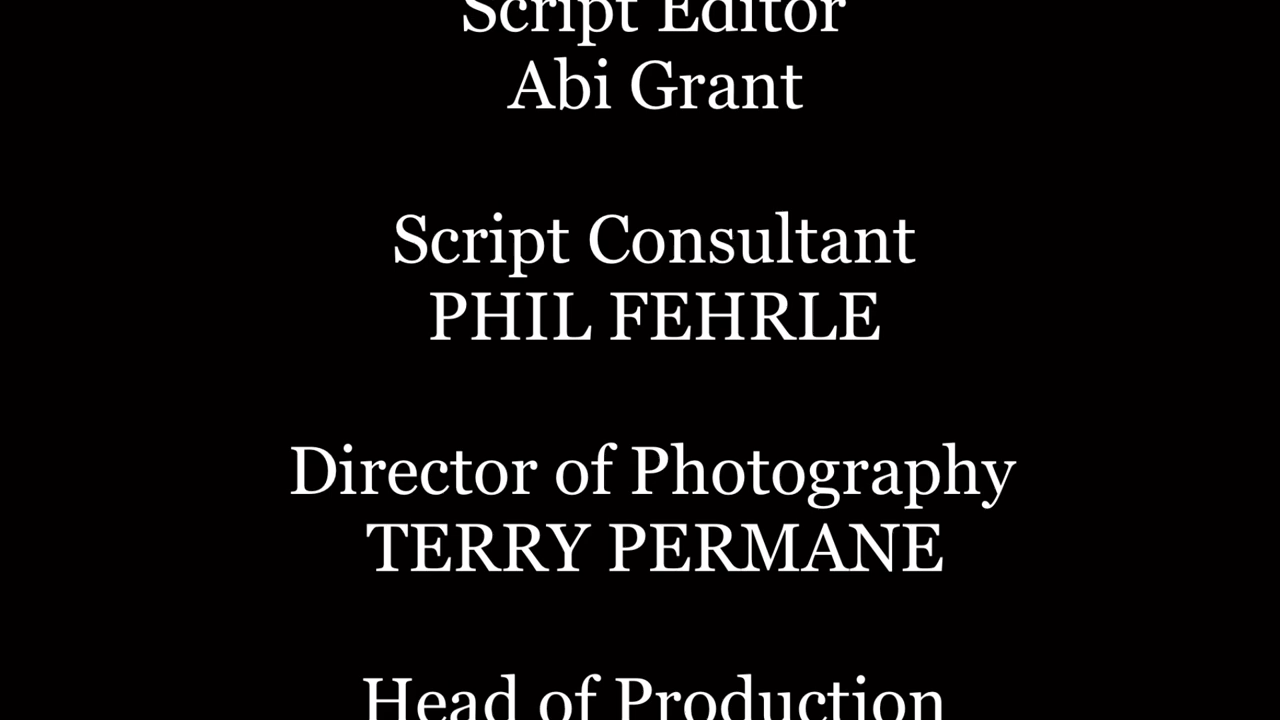 Script Editor
Abi Grant
Script Consultant
PHIL FEHRLE
Director of Photography
TERRY PERMANE
Head of Production